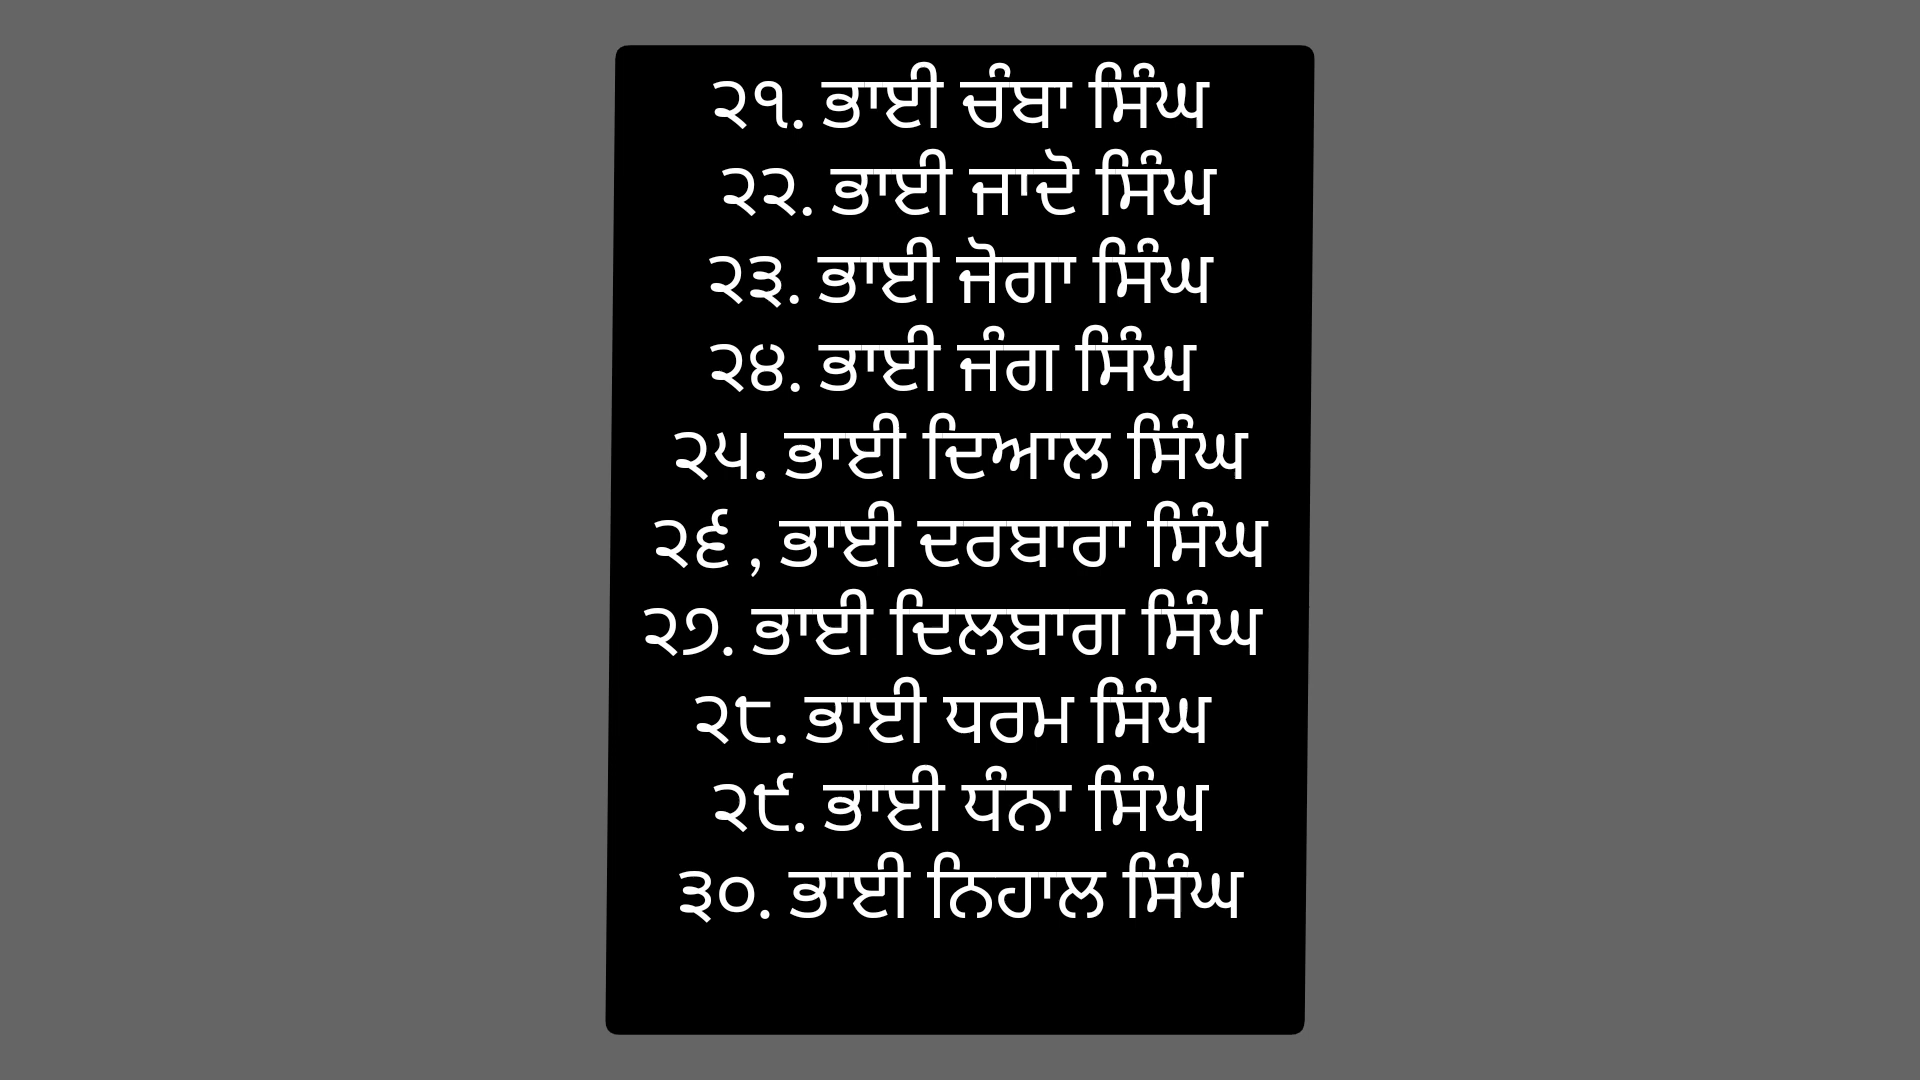 ੨੧. ਭਾਈ ਚੰਬਾ ਸਿੰਘ
੨੨. ਭਾਈ ਜਾਦੋ ਸਿੰਘ
੨੩. ਭਾਈ ਜੋਗਾ ਸਿੰਘ
੨੪. ਭਾਈ ਜੰਗ ਸਿੰਘ
੨੫. ਭਾਈ ਦਿਆਲ ਸਿੰਘ
੨੬ , ਭਾਈ ਦਰਬਾਰਾ ਸਿੰਘ
੨੭. ਭਾਈ ਦਿਲਬਾਗ ਸਿੰਘ
੨੮. ਭਾਈ ਧਰਮ ਸਿੰਘ
੨੯. ਭਾਈ ਧੰਨਾ ਸਿੰਘ
੩੦. ਭਾਈ ਨਿਹਾਲ ਸਿੰਘ